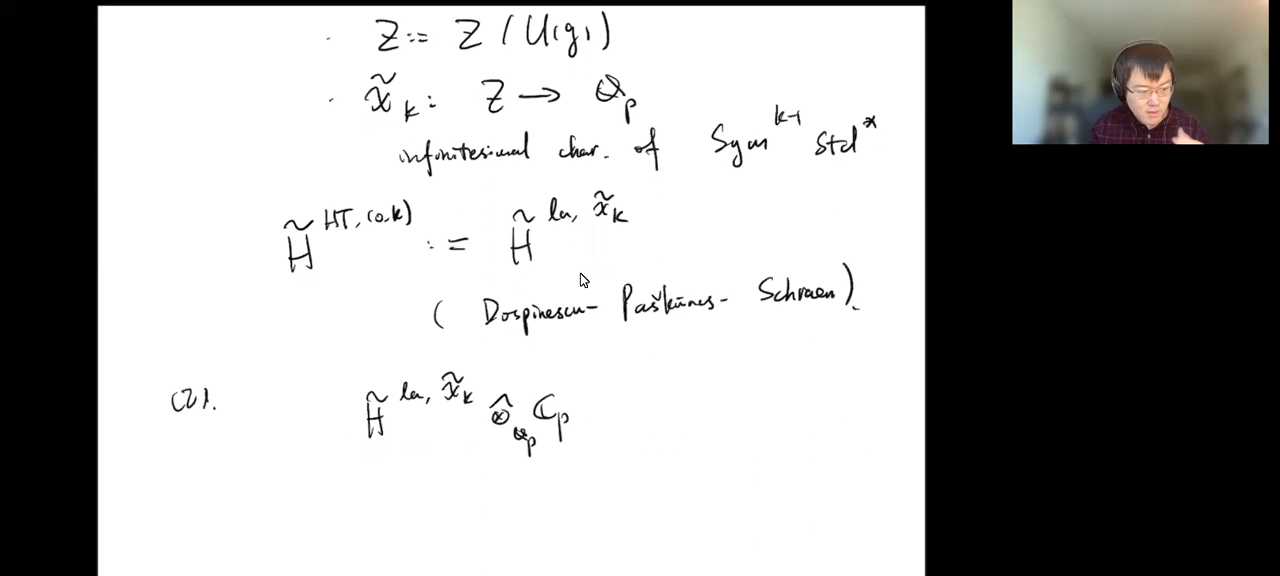 · Z := Z(U(g))
· χ̃_k : Z → ℚ_p
infinitesimal char. of Sym^{k-1} Std^*
H̃^{HT,(0,k)} := H̃^{la, χ̃_k}
( Dospinescu - Paškūnas - Schraen ).
(2). H̃^{la, χ̃_k} ⊗̂_{ℚ_p} ℂ_p